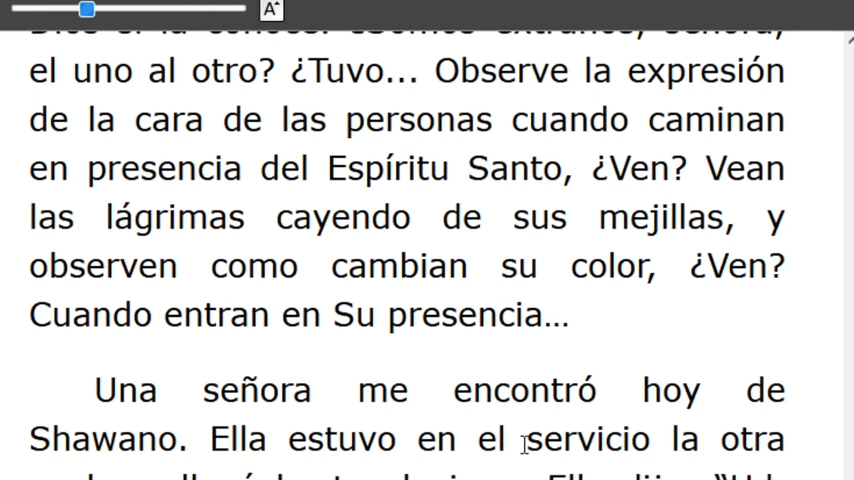 A
el uno al otro? ¿Tuvo... Observe la expresión
de la cara de las personas cuando caminan
en presencia del Espíritu Santo, ¿Ven? Vean
las lágrimas cayendo de sus mejillas, y
observen como cambian su color, ¿Ven?
Cuando entran en Su presencia...
Una señora me encontró hoy de
Shawano. Ella estuvo en el servicio la otra